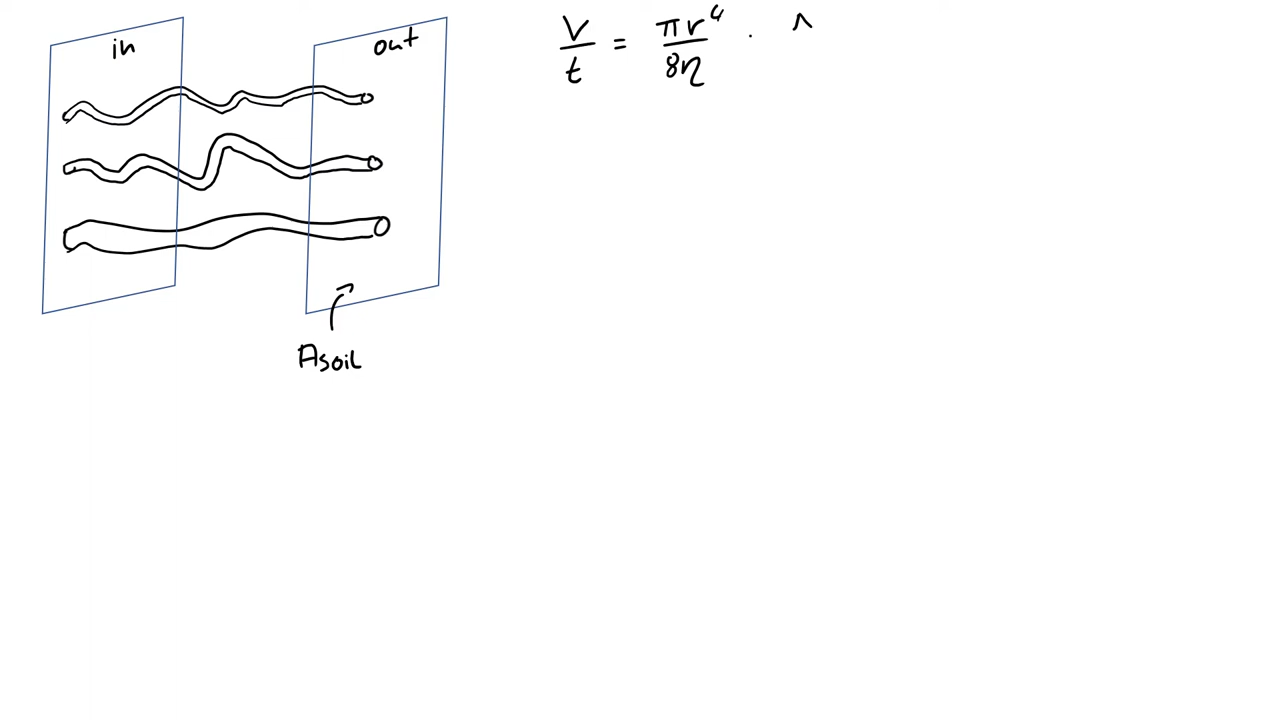 in
out
V/t = πr⁴/8η ·
Asoil